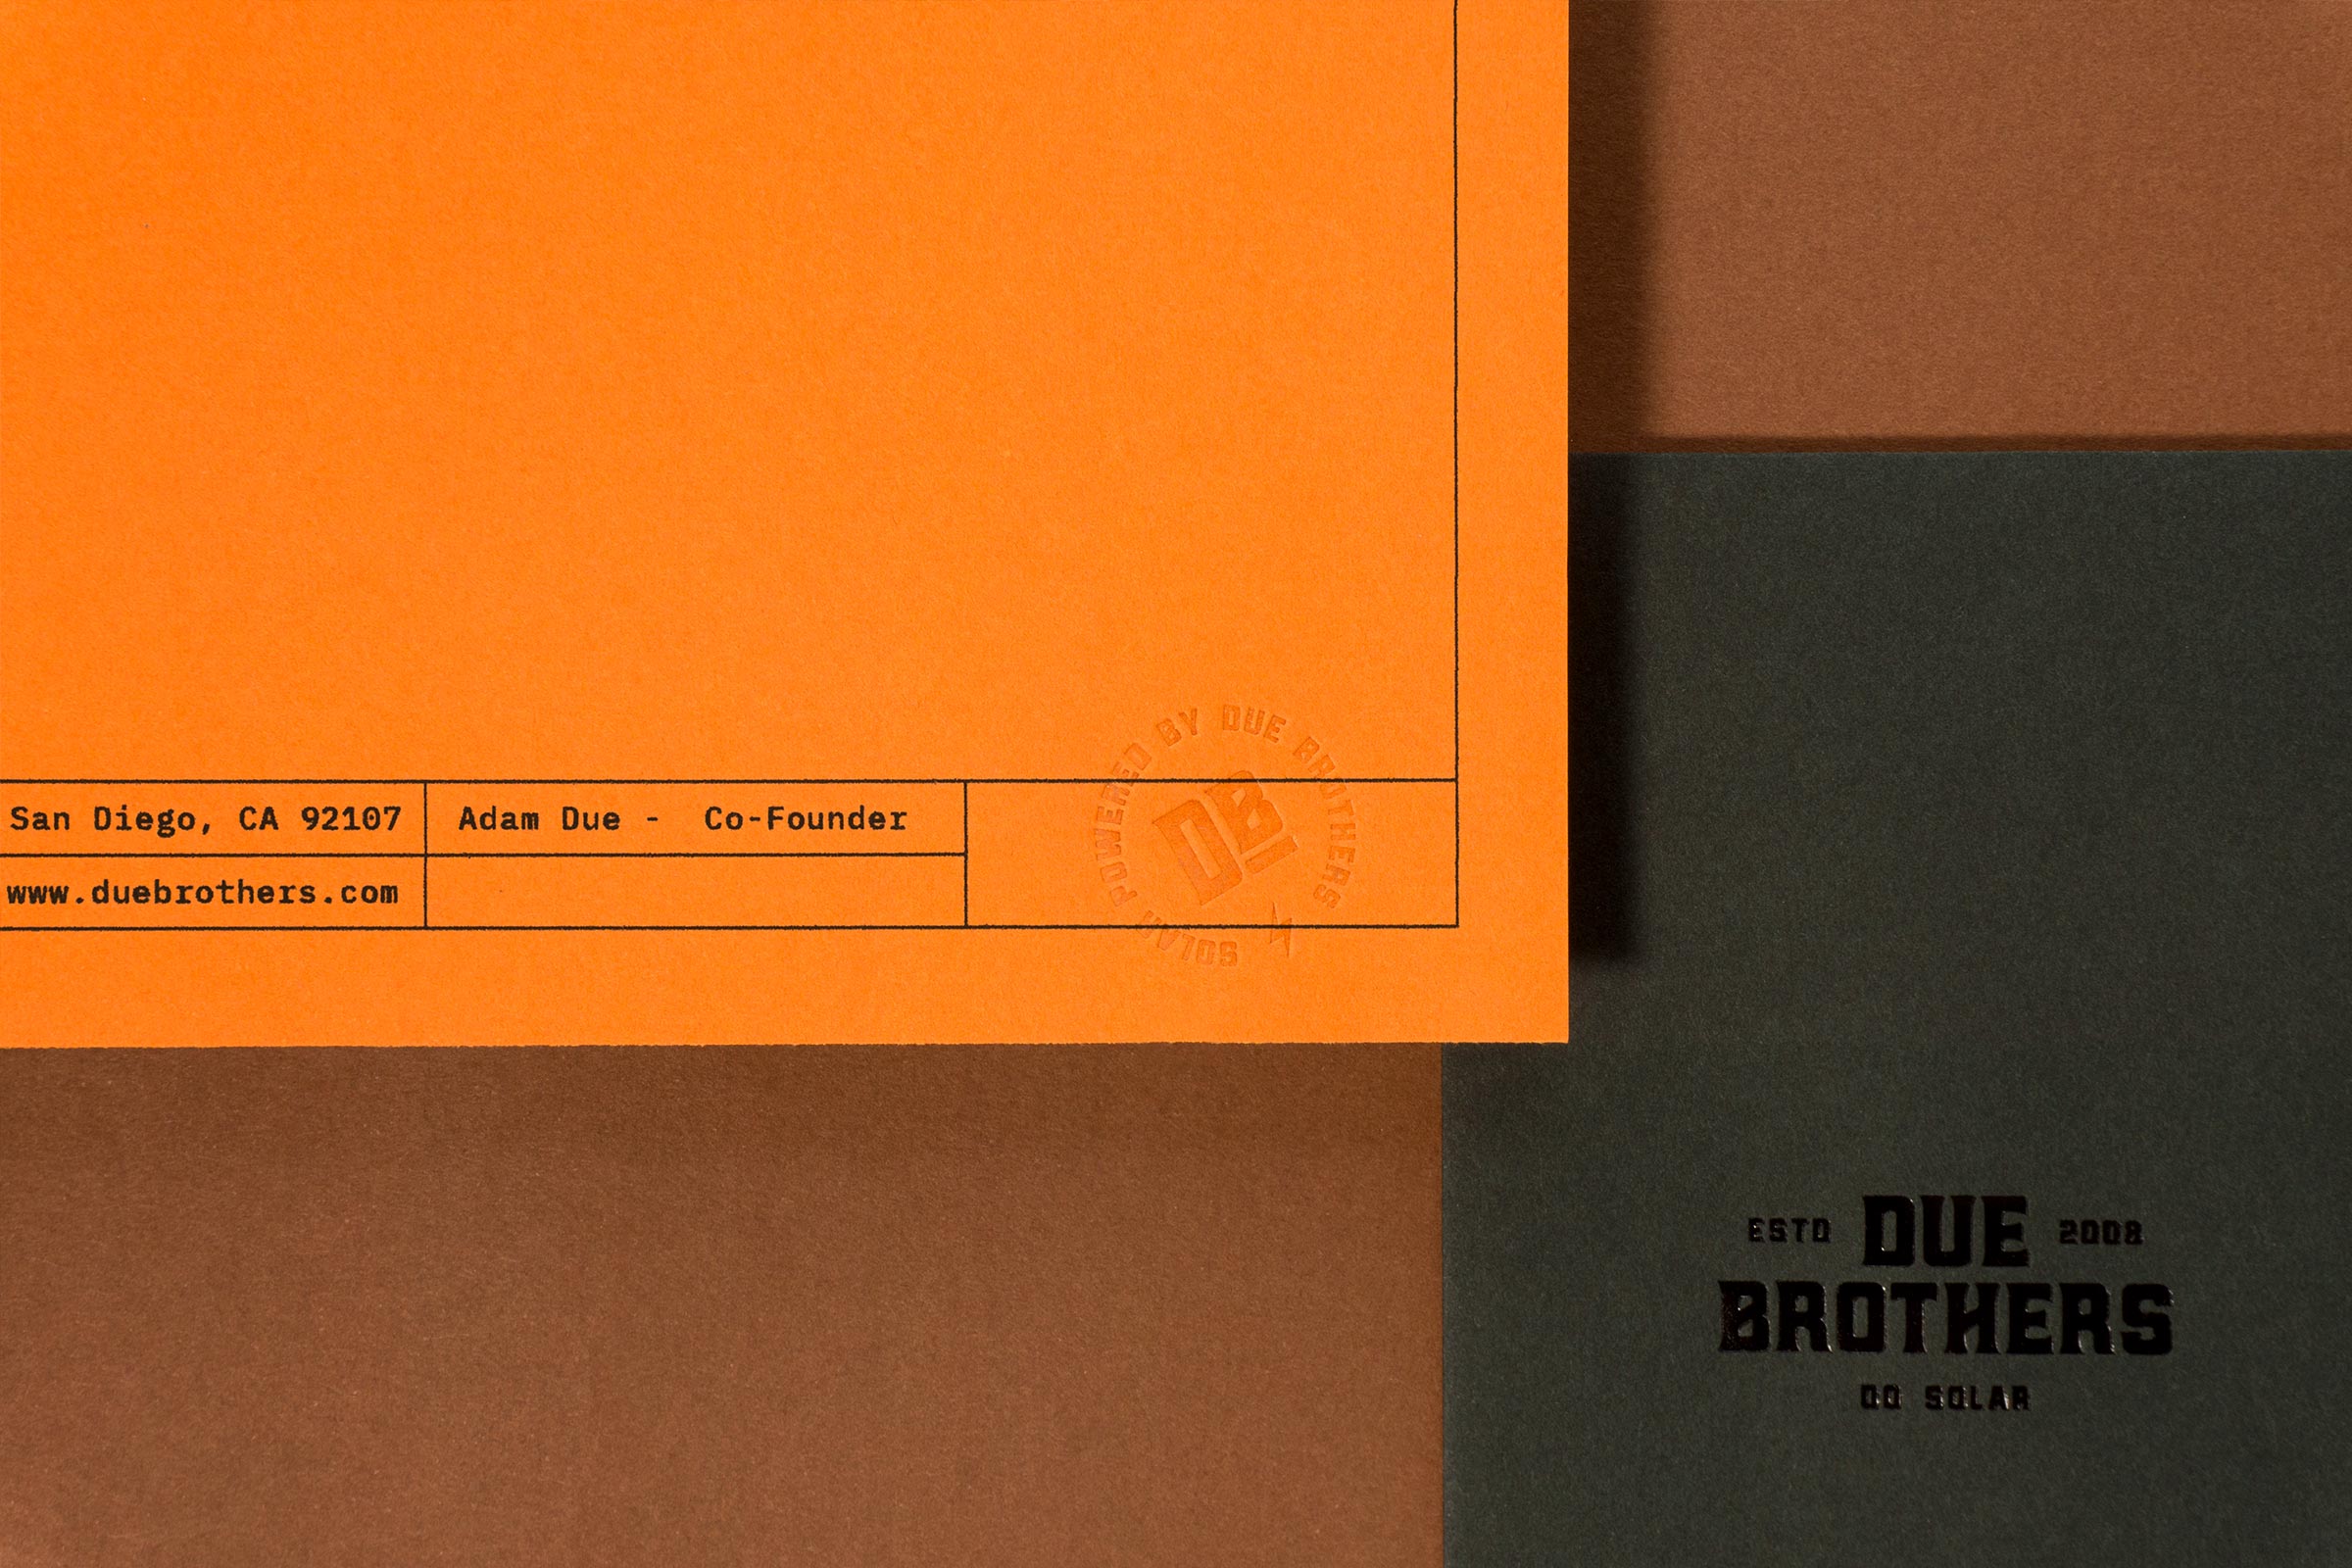 San Diego, CA 92107
Adam Due - Co-Founder
www.duebrothers.com
SOLAR POWERED BY DUE BROTHERS
DB
ESTD DUE 2008
BROTHERS
DO SOLAR